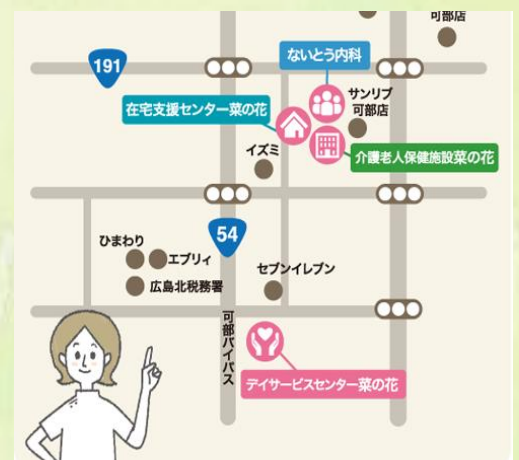 可部店
191
ないとう内科
サンリブ
可部店
在宅支援センター菜の花
イズミ
介護老人保健施設菜の花
54
ひまわり
エブリィ
セブンイレブン
広島北税務署
可部バイパス
デイサービスセンター菜の花